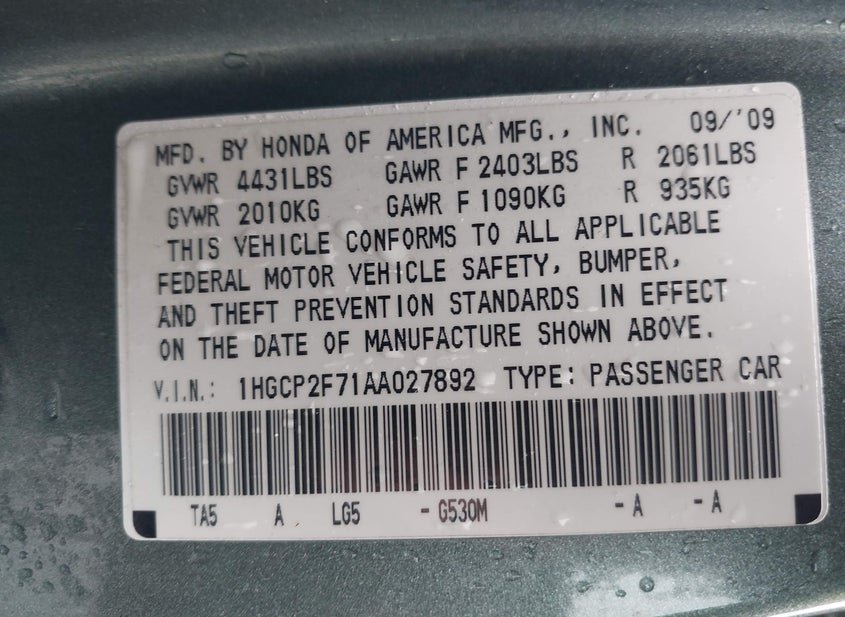 MFD. BY HONDA OF AMERICA MFG., INC. 09/'09
GVWR 4431LBS GAWR F 2403LBS R 2061LBS
GVWR 2010KG GAWR F 1090KG R 935KG
THIS VEHICLE CONFORMS TO ALL APPLICABLE
FEDERAL MOTOR VEHICLE SAFETY, BUMPER,
AND THEFT PREVENTION STANDARDS IN EFFECT
ON THE DATE OF MANUFACTURE SHOWN ABOVE.
V.I.N.: 1HGCP2F71AA027892 TYPE: PASSENGER CAR
TA5 A LG5 - G530M - A - A